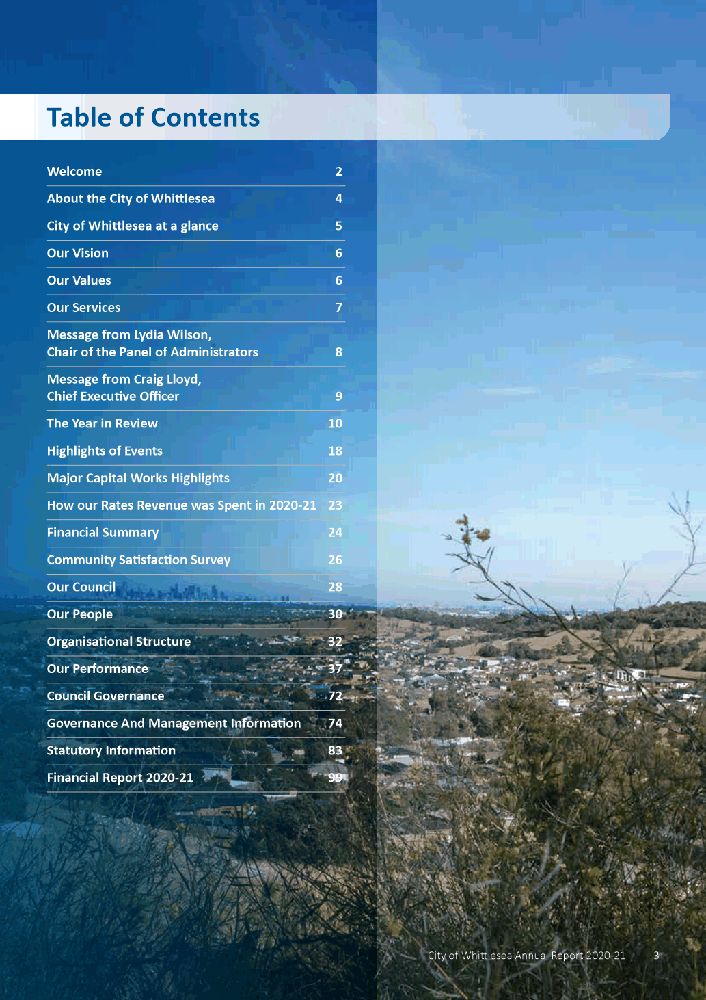 Table of Contents
Welcome 2
About the City of Whittlesea 4
City of Whittlesea at a glance 5
Our Vision 6
Our Values 6
Our Services 7
Message from Lydia Wilson,
Chair of the Panel of Administrators 8
Message from Craig Lloyd,
Chief Executive Officer 9
The Year in Review 10
Highlights of Events 18
Major Capital Works Highlights 20
How our Rates Revenue was Spent in 2020-21 23
Financial Summary 24
Community Satisfaction Survey 26
Our Council 28
Our People 30
Organisational Structure 32
Our Performance 37
Council Governance 72
Governance And Management Information 74
Statutory Information 83
Financial Report 2020-21 99
City of Whittlesea Annual Report 2020-21 3